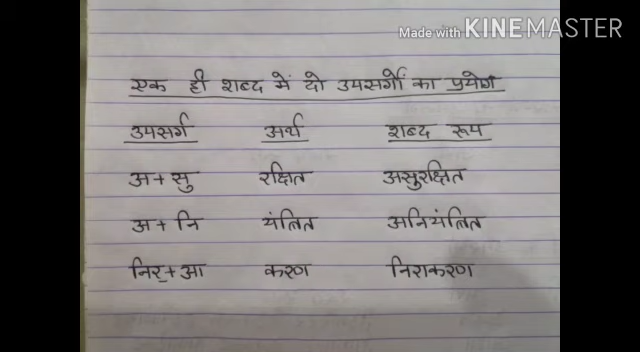 Made with KINEMASTER
एक ही शब्द में दो उपसर्गों का प्रयोग
उपसर्ग अर्थ शब्द रूप
अ+सु रक्षित असुरक्षित
अ+नि यंत्रित अनियंत्रित
निर्+आ करण निराकरण